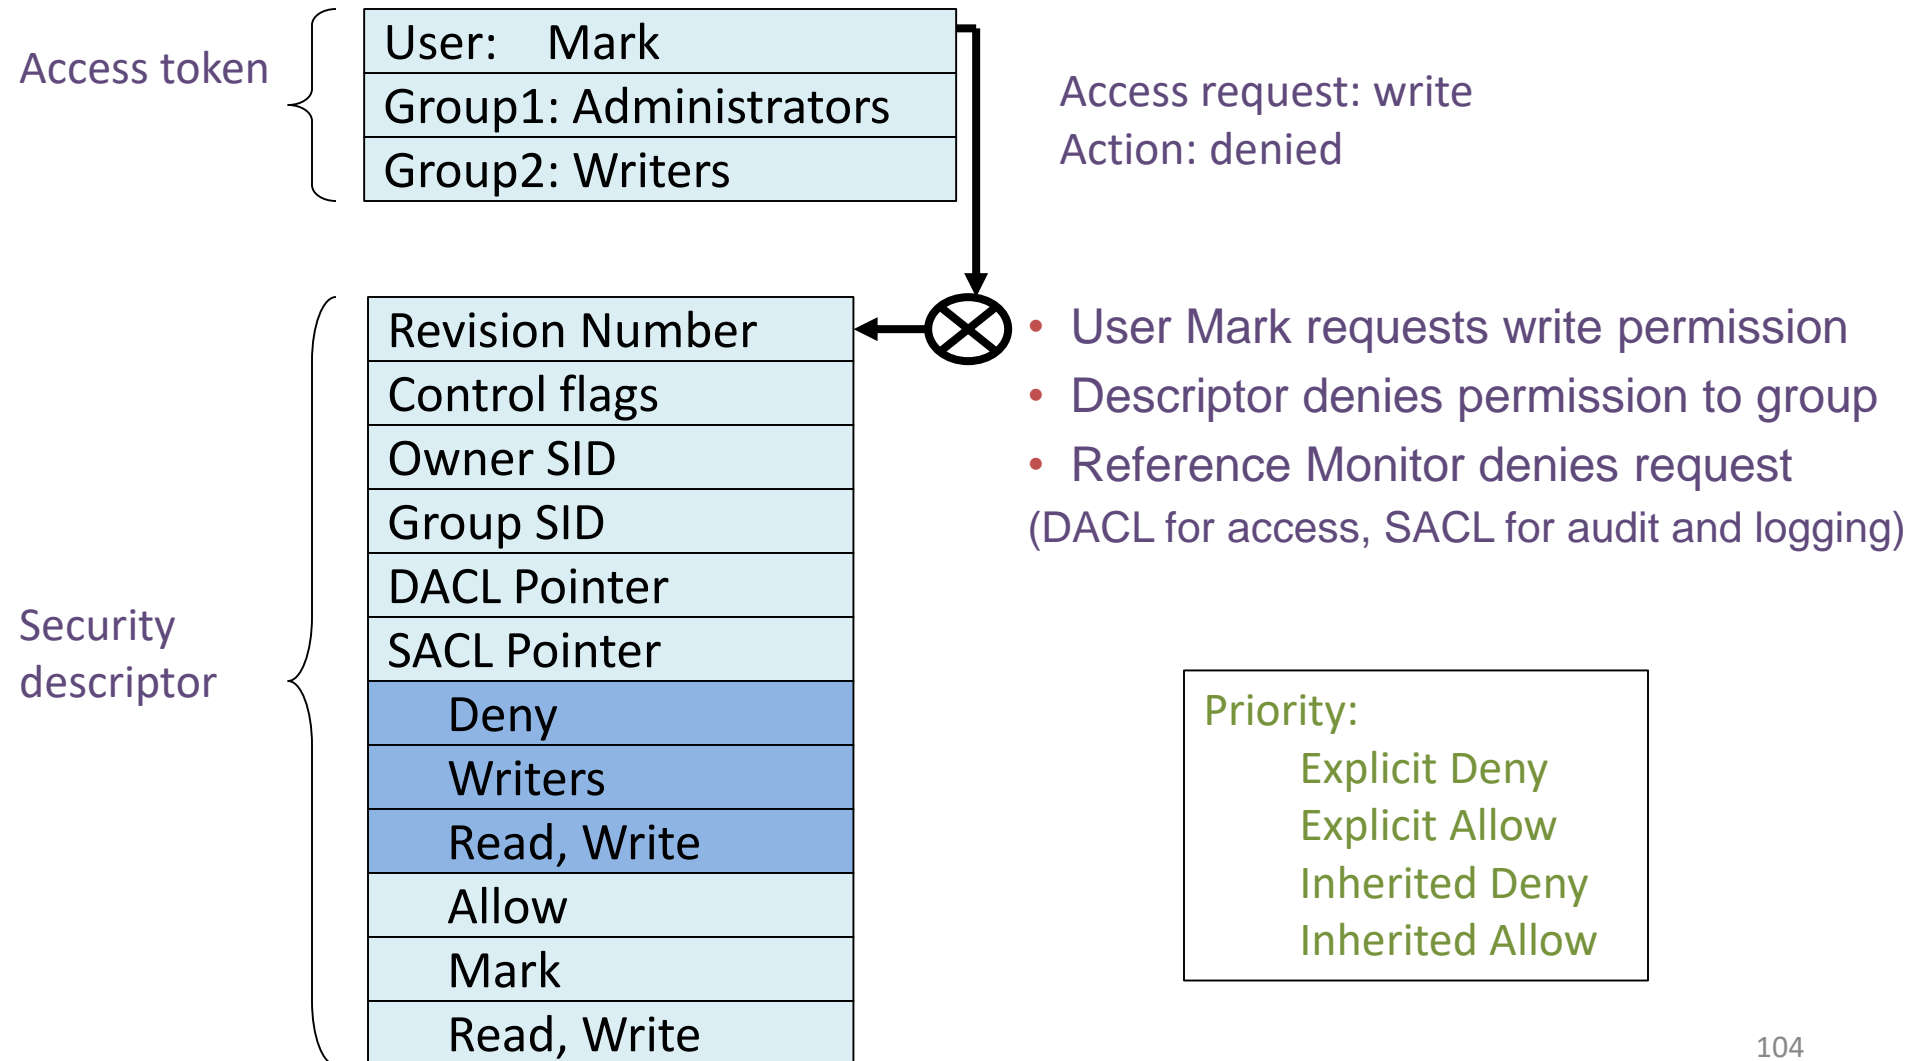 Access token
User: Mark
Group1: Administrators
Group2: Writers
Access request: write
Action: denied
Security
descriptor
Revision Number
Control flags
Owner SID
Group SID
DACL Pointer
SACL Pointer
Deny
Writers
Read, Write
Allow
Mark
Read, Write
• User Mark requests write permission
• Descriptor denies permission to group
• Reference Monitor denies request
(DACL for access, SACL for audit and logging)
Priority:
Explicit Deny
Explicit Allow
Inherited Deny
Inherited Allow
104